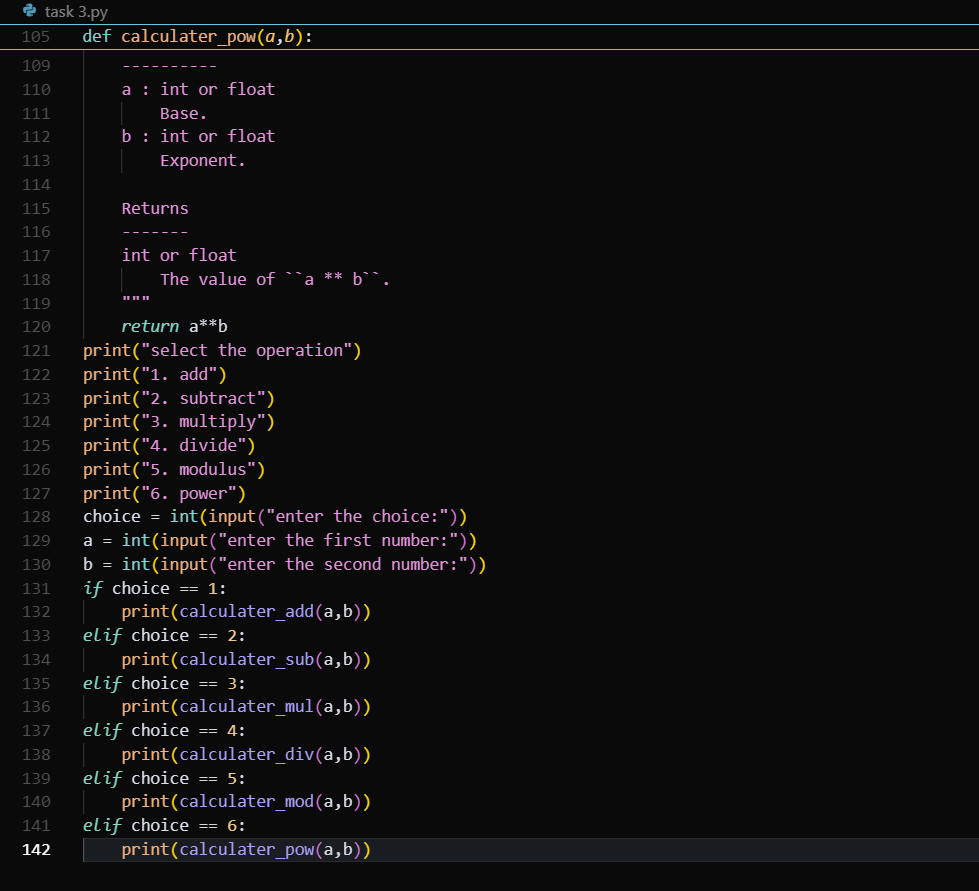 task 3.py
105 def calculater_pow(a,b):
109     ----------
110     a : int or float
111         Base.
112     b : int or float
113         Exponent.
114
115     Returns
116     -------
117     int or float
118         The value of ``a ** b``.
119     """
120     return a**b
121 print("select the operation")
122 print("1. add")
123 print("2. subtract")
124 print("3. multiply")
125 print("4. divide")
126 print("5. modulus")
127 print("6. power")
128 choice = int(input("enter the choice:"))
129 a = int(input("enter the first number:"))
130 b = int(input("enter the second number:"))
131 if choice == 1:
132     print(calculater_add(a,b))
133 elif choice == 2:
134     print(calculater_sub(a,b))
135 elif choice == 3:
136     print(calculater_mul(a,b))
137 elif choice == 4:
138     print(calculater_div(a,b))
139 elif choice == 5:
140     print(calculater_mod(a,b))
141 elif choice == 6:
142     print(calculater_pow(a,b))